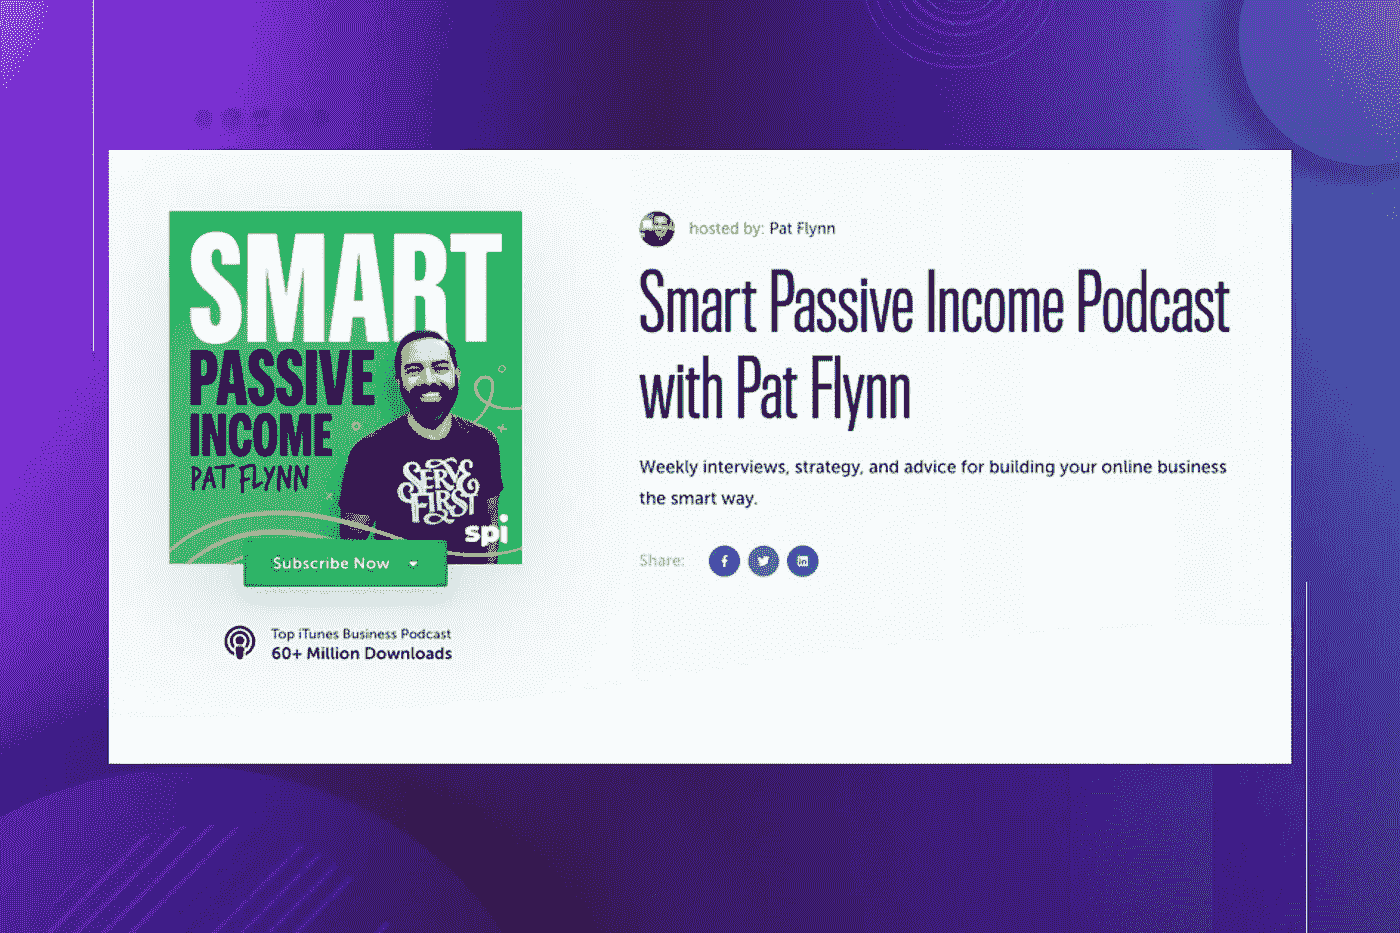 SMART
PASSIVE
INCOME
PAT FLYNN
SERVE
FIRST
spi
Subscribe Now
Top iTunes Business Podcast
60+ Million Downloads
hosted by: Pat Flynn
Smart Passive Income Podcast
with Pat Flynn
Weekly interviews, strategy, and advice for building your online business
the smart way.
Share: